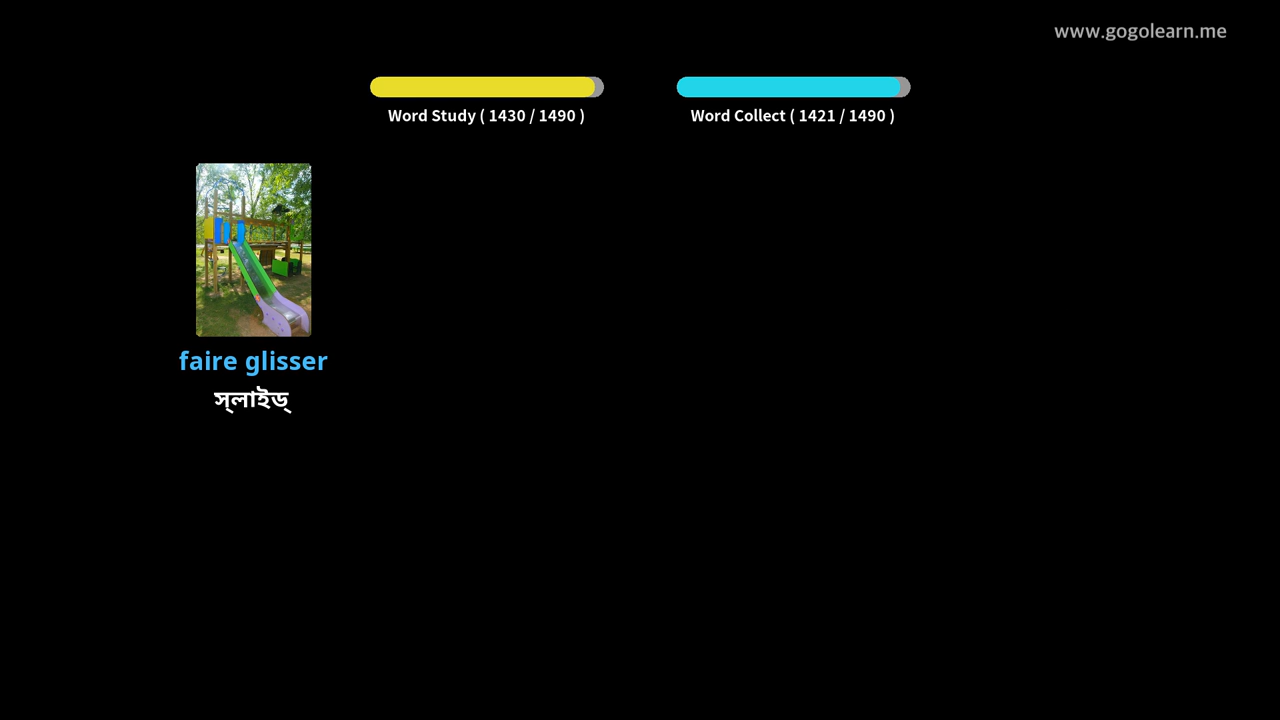 www.gogolearn.me
Word Study ( 1430 / 1490 )
Word Collect ( 1421 / 1490 )
faire glisser
স্লাইড্